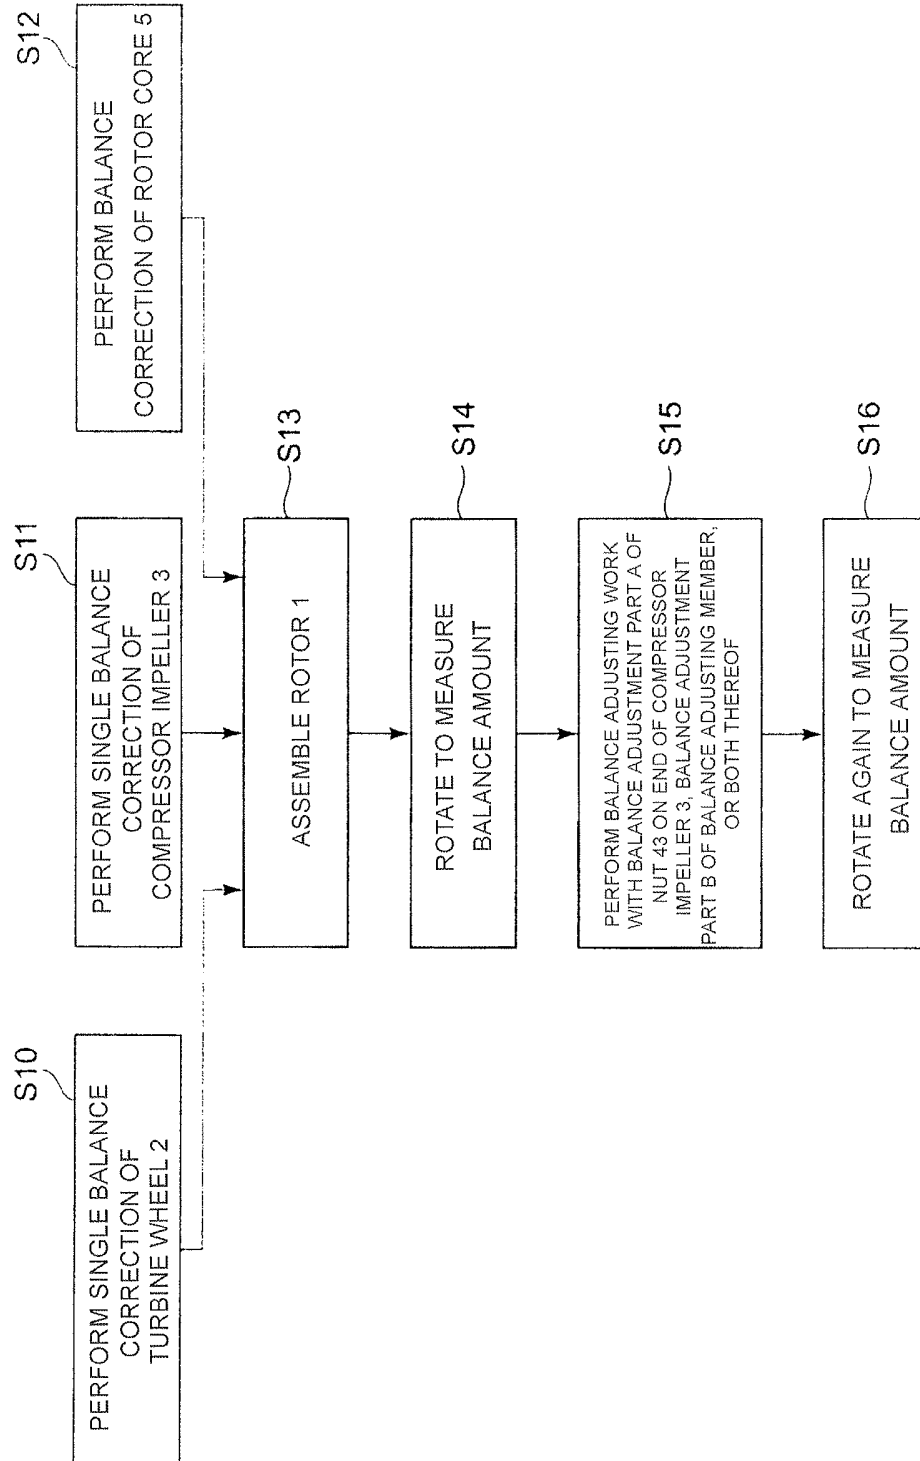 S10
PERFORM SINGLE BALANCE
CORRECTION OF
TURBINE WHEEL 2
S11
PERFORM SINGLE BALANCE
CORRECTION OF
COMPRESSOR IMPELLER 3
S12
PERFORM BALANCE
CORRECTION OF ROTOR CORE 5
S13
ASSEMBLE ROTOR 1
S14
ROTATE TO MEASURE
BALANCE AMOUNT
S15
PERFORM BALANCE ADJUSTING WORK
WITH BALANCE ADJUSTMENT PART A OF
NUT 43 ON END OF COMPRESSOR
IMPELLER 3, BALANCE ADJUSTMENT
PART B OF BALANCE ADJUSTING MEMBER,
OR BOTH THEREOF
S16
ROTATE AGAIN TO MEASURE
BALANCE AMOUNT